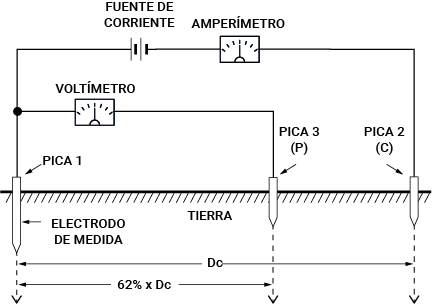 FUENTE DE
CORRIENTE
AMPERÍMETRO
VOLTÍMETRO
PICA 1
PICA 3
(P)
PICA 2
(C)
TIERRA
ELECTRODO
DE MEDIDA
Dc
62% x Dc